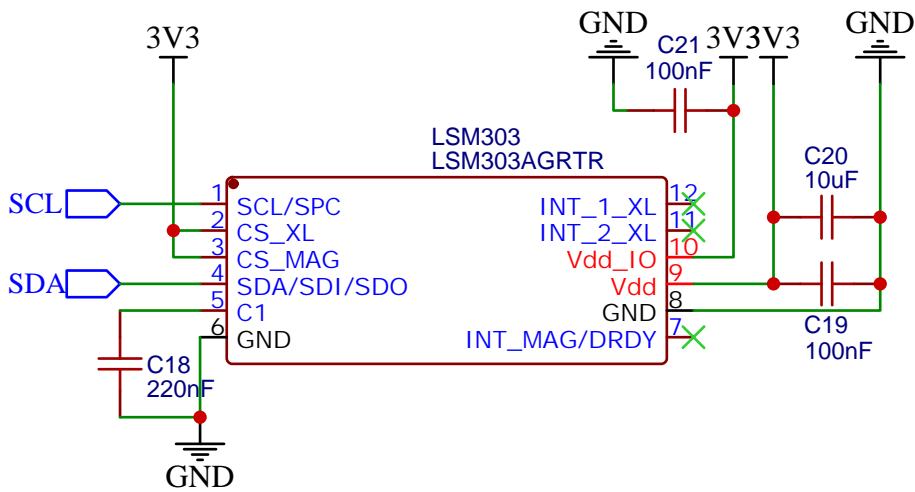 GND
GND
C21
3V3
3V3
3V3
100nF
LSM303
LSM303AGRTR
C20
10uF
SCL
1
SCL/SPC
2
CS_XL
3
CS_MAG
SDA
4
SDA/SDI/SDO
5
C1
6
GND
12
INT_1_XL
11
INT_2_XL
10
Vdd_IO
9
Vdd
8
GND
7
INT_MAG/DRDY
C19
100nF
C18
220nF
GND